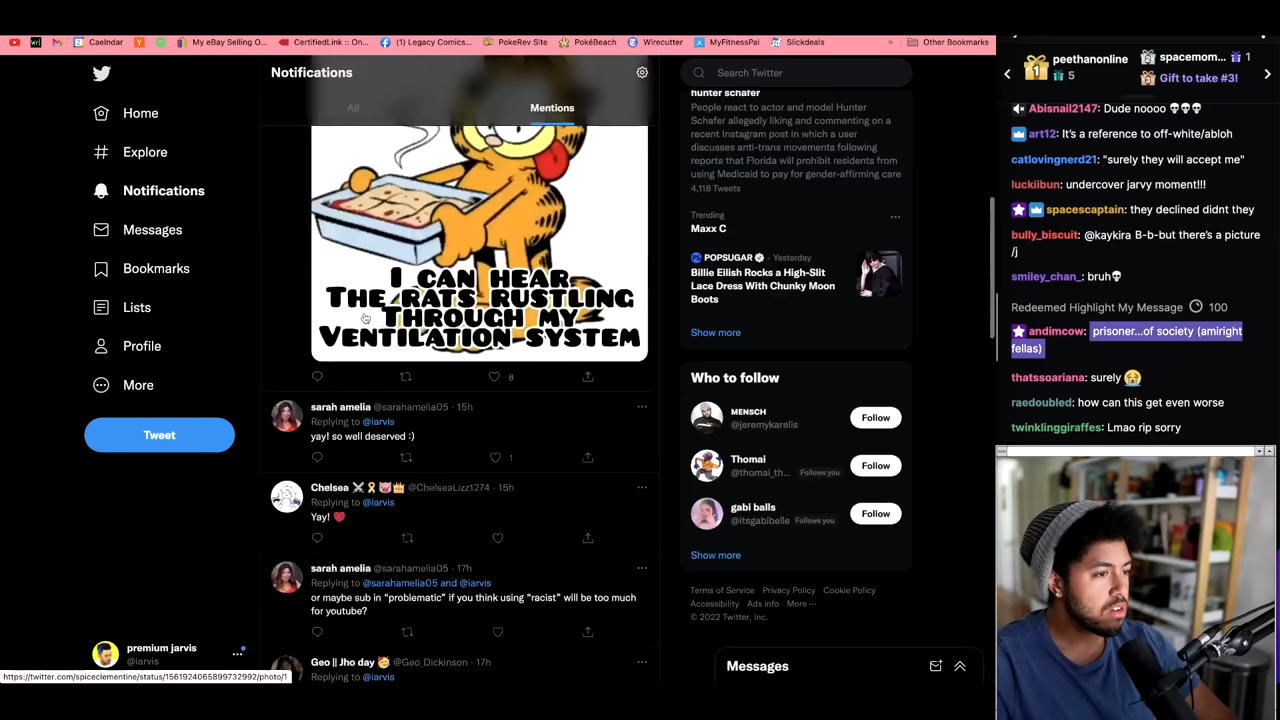 Caelndar
My eBay Selling O...
CertifiedLink :: On...
(1) Legacy Comics...
PokeRev Site
PokéBeach
Wirecutter
MyFitnessPal
Slickdeals
»
Other Bookmarks
Home
Explore
Notifications
Messages
Bookmarks
Lists
Profile
More
Tweet
premium jarvis
@iarvis
https://twitter.com/spiceclementine/status/1561924065899732992/photo/1
Notifications
All
Mentions
I CAN HEAR
THE RATS RUSTLING
THROUGH MY
VENTILATION SYSTEM
8
sarah amelia @sarahamelia05 · 15h
Replying to @iarvis
yay! so well deserved :)
1
Chelsea ⚔️🎗️🐷👑 @ChelseaLizz1274 · 15h
Replying to @iarvis
Yay! ❤️
sarah amelia @sarahamelia05 · 17h
Replying to @sarahamelia05 and @iarvis
or maybe sub in “problematic” if you think using “racist” will be too much
for youtube?
Geo || Jho day 🥳 @Geo_Dickinson · 17h
Replying to @iarvis
Search Twitter
hunter schafer
People react to actor and model Hunter
Schafer allegedly liking and commenting on a
recent Instagram post in which a user
discusses anti-trans movements following
reports that Florida will prohibit residents from
using Medicaid to pay for gender-affirming care
4,118 Tweets
Trending
Maxx C
POPSUGAR · Yesterday
Billie Eilish Rocks a High-Slit
Lace Dress With Chunky Moon
Boots
Show more
Who to follow
MENSCH
@jeremykarelis
Follow
Thomai
@thomai_th... Follows you
Follow
gabi balls
@itsgabibelle Follows you
Follow
Show more
Terms of Service Privacy Policy Cookie Policy
Accessibility Ads info More ···
© 2022 Twitter, Inc.
Messages
1
peethanonline
5
2 spacemom... 1
3 Gift to take #3!
Abisnail2147: Dude noooo 💀💀💀
art12: It’s a reference to off-white/abloh
catlovingnerd21: "surely they will accept me"
luckiibun: undercover jarvy moment!!!
spacescaptain: they declined didnt they
bully_biscuit: @kaykira B-b-but there's a picture
/j
smiley_chan_: bruh💀
Redeemed Highlight My Message 100
andimcow: prisoner...of society (amiright
fellas)
thatssoariana: surely 😭
raedoubled: how can this get even worse
twinklinggiraffes: Lmao rip sorry